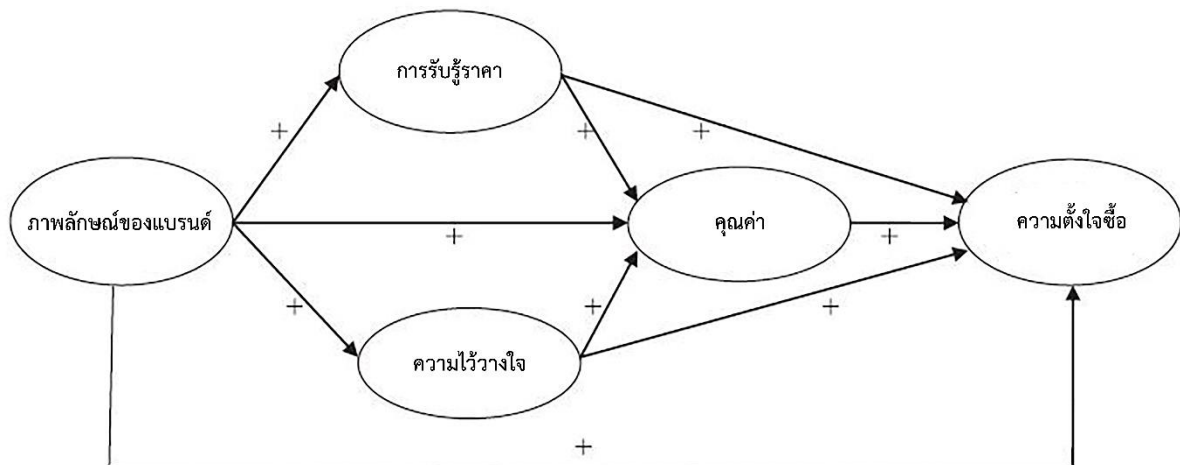 การรับรู้ราคา
+
+
+
ภาพลักษณ์ของแบรนด์
+
คุณค่า
+
ความตั้งใจซื้อ
+
+
+
ความไว้วางใจ
+